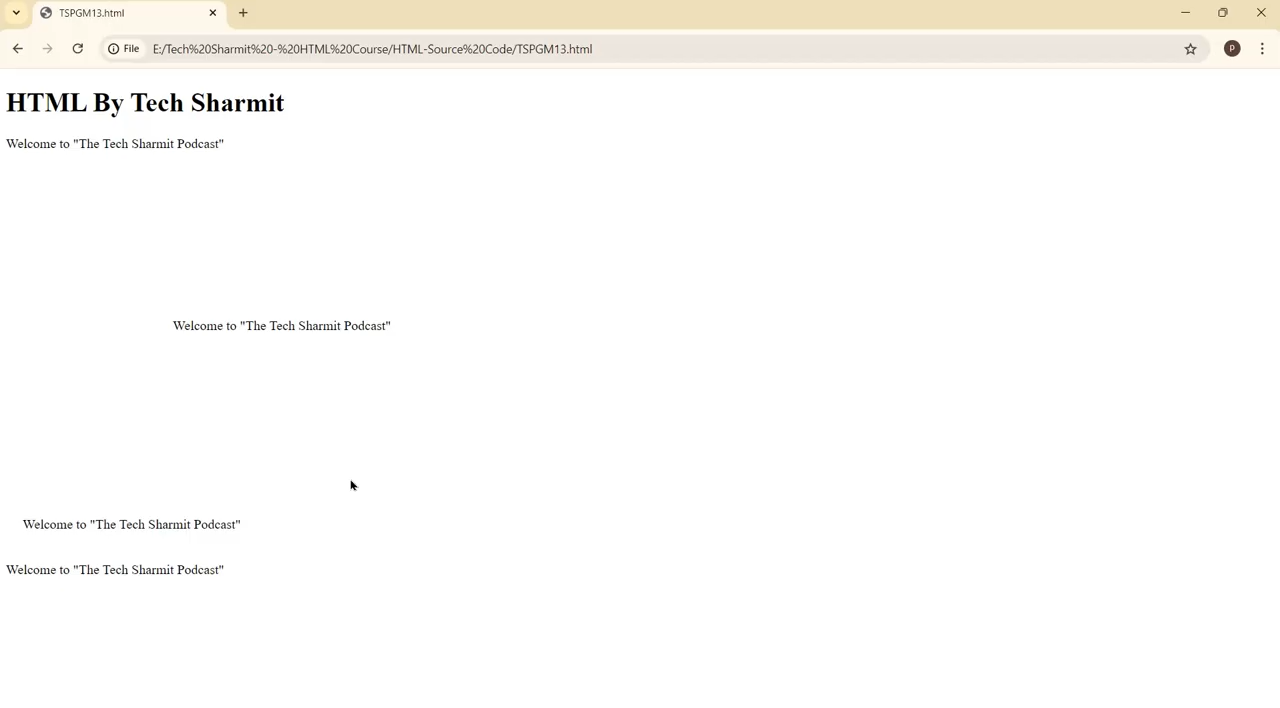 TSPGM13.html
File
E:/Tech%20Sharmit%20-%20HTML%20Course/HTML-Source%20Code/TSPGM13.html
P
HTML By Tech Sharmit
Welcome to "The Tech Sharmit Podcast"
Welcome to "The Tech Sharmit Podcast"
Welcome to "The Tech Sharmit Podcast"
Welcome to "The Tech Sharmit Podcast"